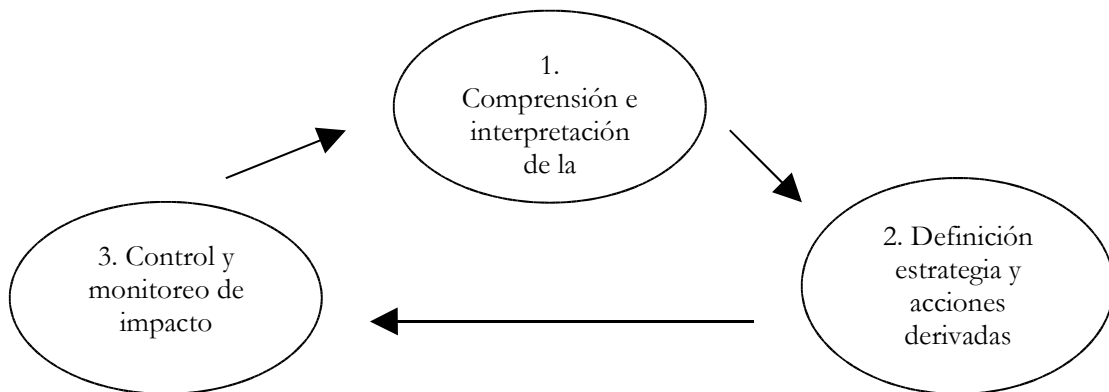 1.
Comprensión e
interpretación
de la
2. Definición
estrategia y
acciones
derivadas
3. Control y
monitoreo de
impacto